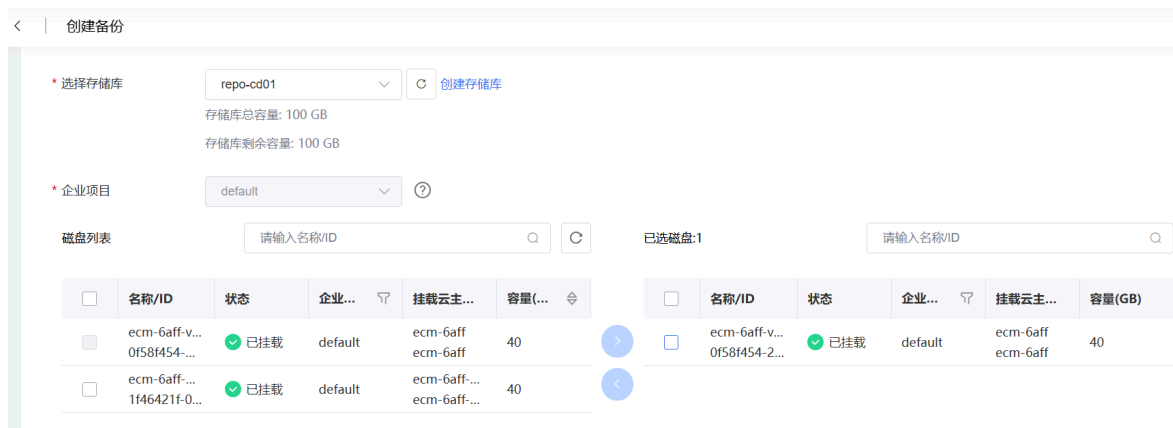 创建备份
* 选择存储库 repo-cd01 创建存储库
存储库总容量: 100 GB
存储库剩余容量: 100 GB
* 企业项目 default ?
磁盘列表 请输入名称/ID 已选磁盘:1 请输入名称/ID
名称/ID 状态 企业... 挂载云主... 容量(... 名称/ID 状态 企业... 挂载云主... 容量(GB)
ecm-6aff-v... ecm-6aff ecm-6aff-v... ecm-6aff
已挂载 default 40 已挂载 default 40
0f58f454-... ecm-6aff 0f58f454-2... ecm-6aff
ecm-6aff-... ecm-6aff-...
已挂载 default 40
1f46421f-0... ecm-6aff-...